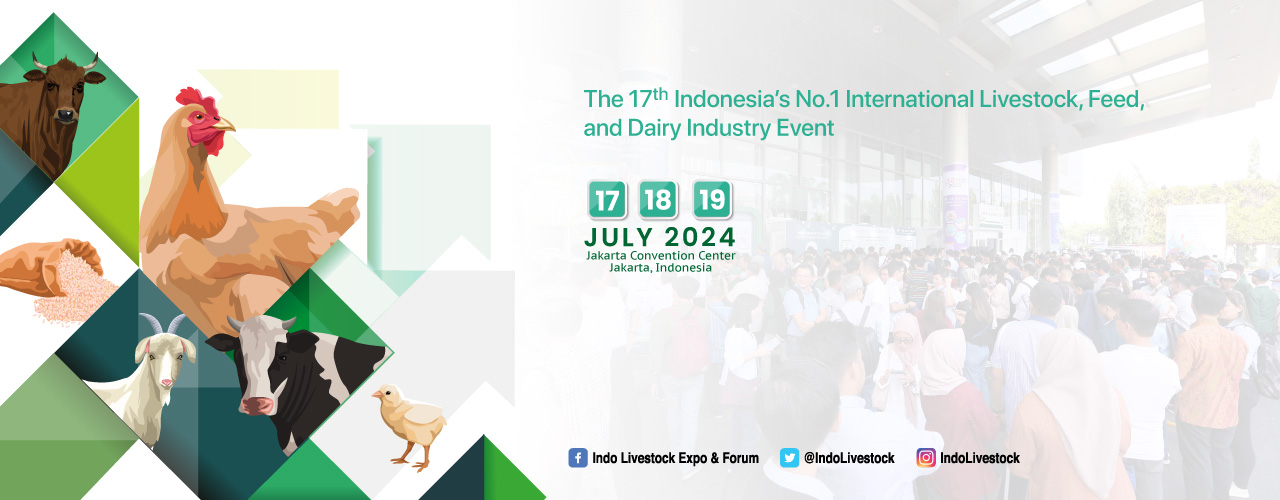 The 17th Indonesia's No.1 International Livestock, Feed,
and Dairy Industry Event
17 18 19
JULY 2024
Jakarta Convention Center
Jakarta, Indonesia
Indo Livestock Expo & Forum @IndoLivestock IndoLivestock